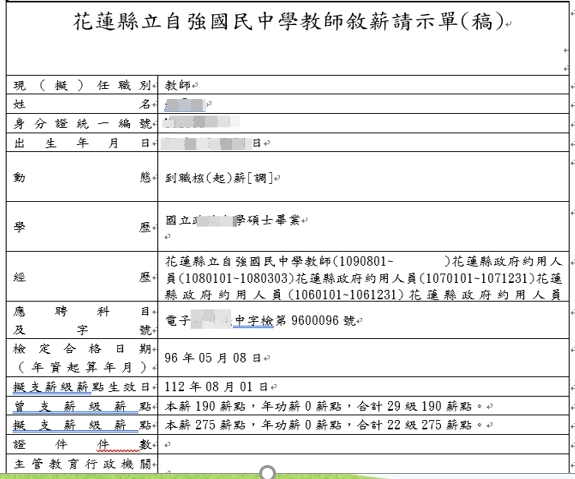 花蓮縣立自強國民中學教師敘薪請示單(稿)
現(擬)任職別 教師
姓名
身分證統一編號
出生年月日 日
動態 到職核(起)薪[調]
學歷 國立 學碩士畢業
經歷 花蓮縣立自強國民中學教師(1090801~ )花蓮縣政府約用人
員(1080101~1080303)花蓮縣政府約用人員(1070101~1071231)花蓮
縣政府約用人員(1060101~1061231)花蓮縣政府約用人員
應聘科目
及字號 電子 中字檢第 9600096 號
檢定合格日期
(年資起算年月) 96 年 05 月 08 日
擬支薪級薪點生效日 112 年 08 月 01 日
曾支薪級薪點 本薪 190 薪點，年功薪 0 薪點，合計 29 級 190 薪點。
擬支薪級薪點 本薪 275 薪點，年功薪 0 薪點，合計 22 級 275 薪點。
證件件數
主管教育行政機關